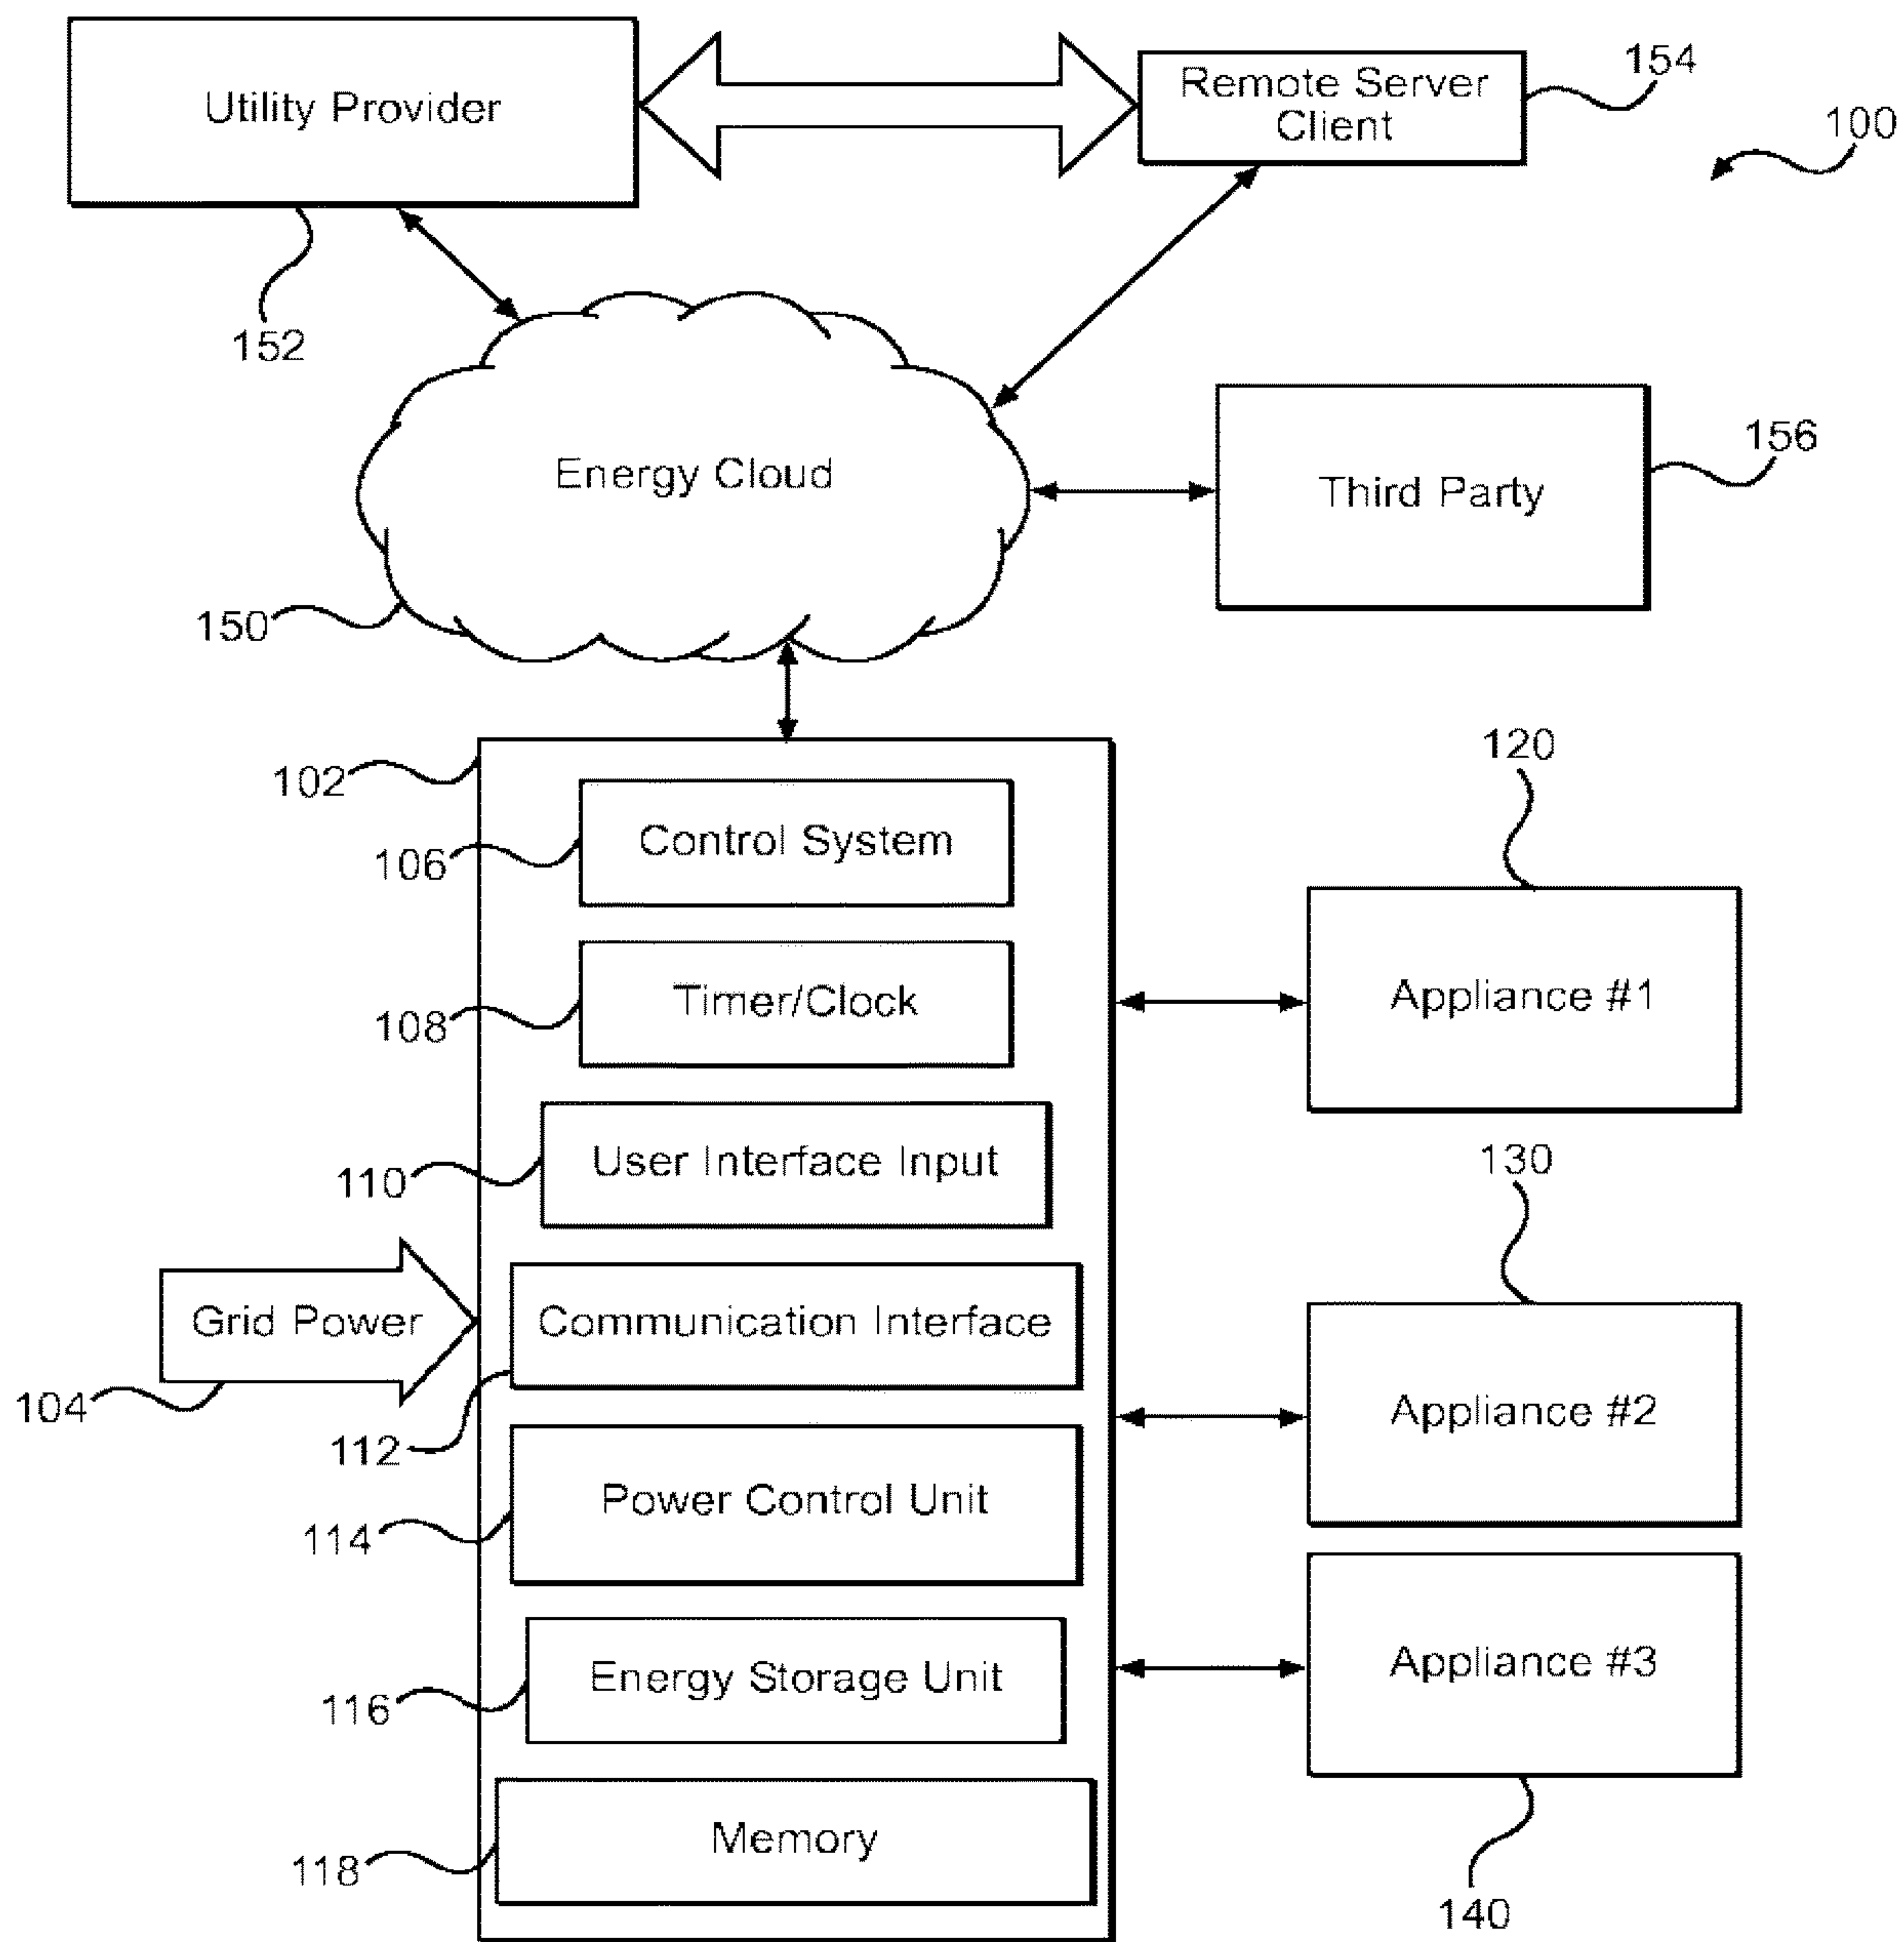 Utility Provider
Remote Server
Client
154
100
152
Energy Cloud
Third Party
156
150
102
Control System
106
120
Timer/Clock
108
Appliance #1
User Interface Input
110
130
Grid Power
Communication Interface
104
112
Appliance #2
Power Control Unit
114
Energy Storage Unit
116
Appliance #3
Memory
118
140